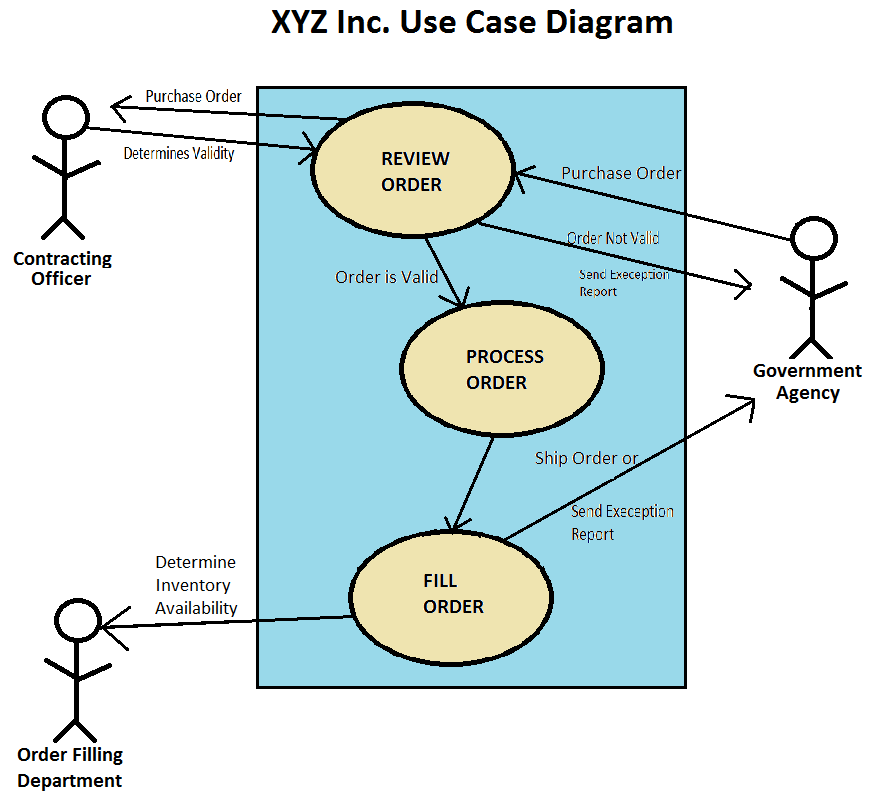 XYZ Inc. Use Case Diagram
Purchase Order
Determines Validity
Contracting
Officer
REVIEW
ORDER
Purchase Order
Order Not Valid
Send Exeception
Report
Order is Valid
Government
Agency
PROCESS
ORDER
Ship Order or
Send Exeception
Report
Determine
Inventory
Availability
FILL
ORDER
Order Filling
Department